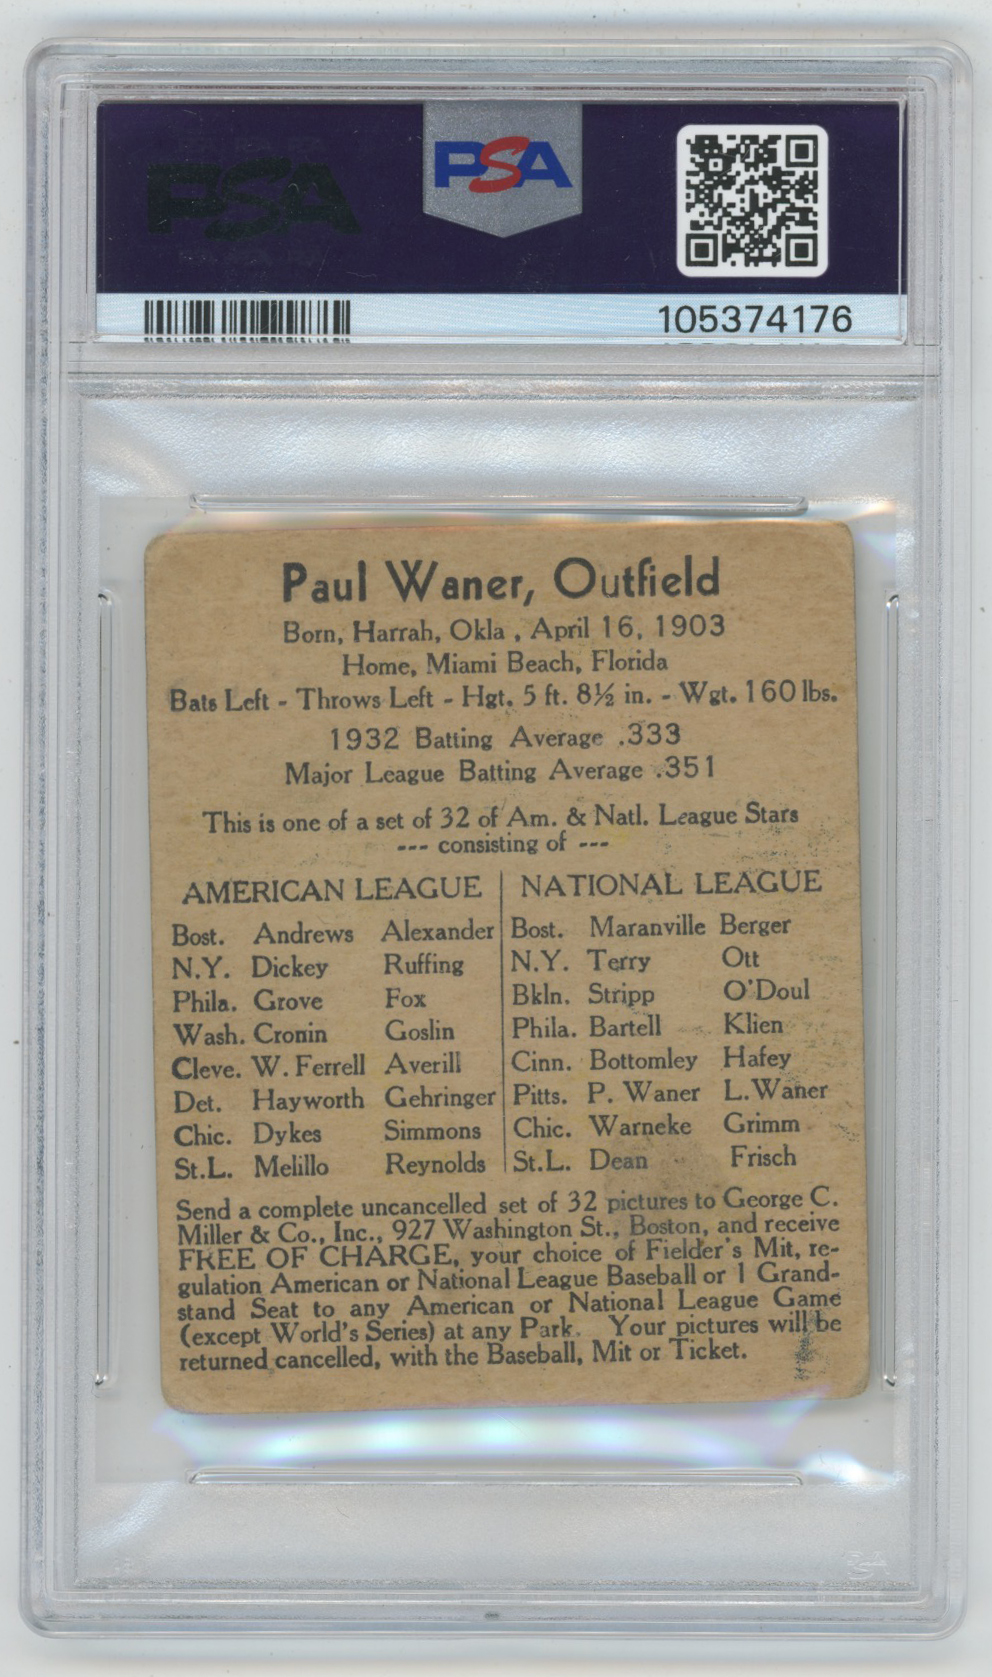 PSA
PSA
105374176
Paul Waner, Outfield
Born, Harrah, Okla , April 16, 1903
Home, Miami Beach, Florida
Bats Left - Throws Left - Hgt. 5 ft. 8½ in. - Wgt. 160 lbs.
1932 Batting Average .333
Major League Batting Average .351
This is one of a set of 32 of Am. & Natl. League Stars
--- consisting of ---
AMERICAN LEAGUE
Bost. Andrews Alexander
N.Y. Dickey Ruffing
Phila. Grove Fox
Wash. Cronin Goslin
Cleve. W. Ferrell Averill
Det. Hayworth Gehringer
Chic. Dykes Simmons
St.L. Melillo Reynolds
NATIONAL LEAGUE
Bost. Maranville Berger
N.Y. Terry Ott
Bkln. Stripp O'Doul
Phila. Bartell Klien
Cinn. Bottomley Hafey
Pitts. P. Waner L. Waner
Chic. Warneke Grimm
St.L. Dean Frisch
Send a complete uncancelled set of 32 pictures to George C.
Miller & Co., Inc., 927 Washington St., Boston, and receive
FREE OF CHARGE, your choice of Fielder's Mit, re-
gulation American or National League Baseball or 1 Grand-
stand Seat to any American or National League Game
(except World's Series) at any Park. Your pictures will be
returned cancelled, with the Baseball, Mit or Ticket.